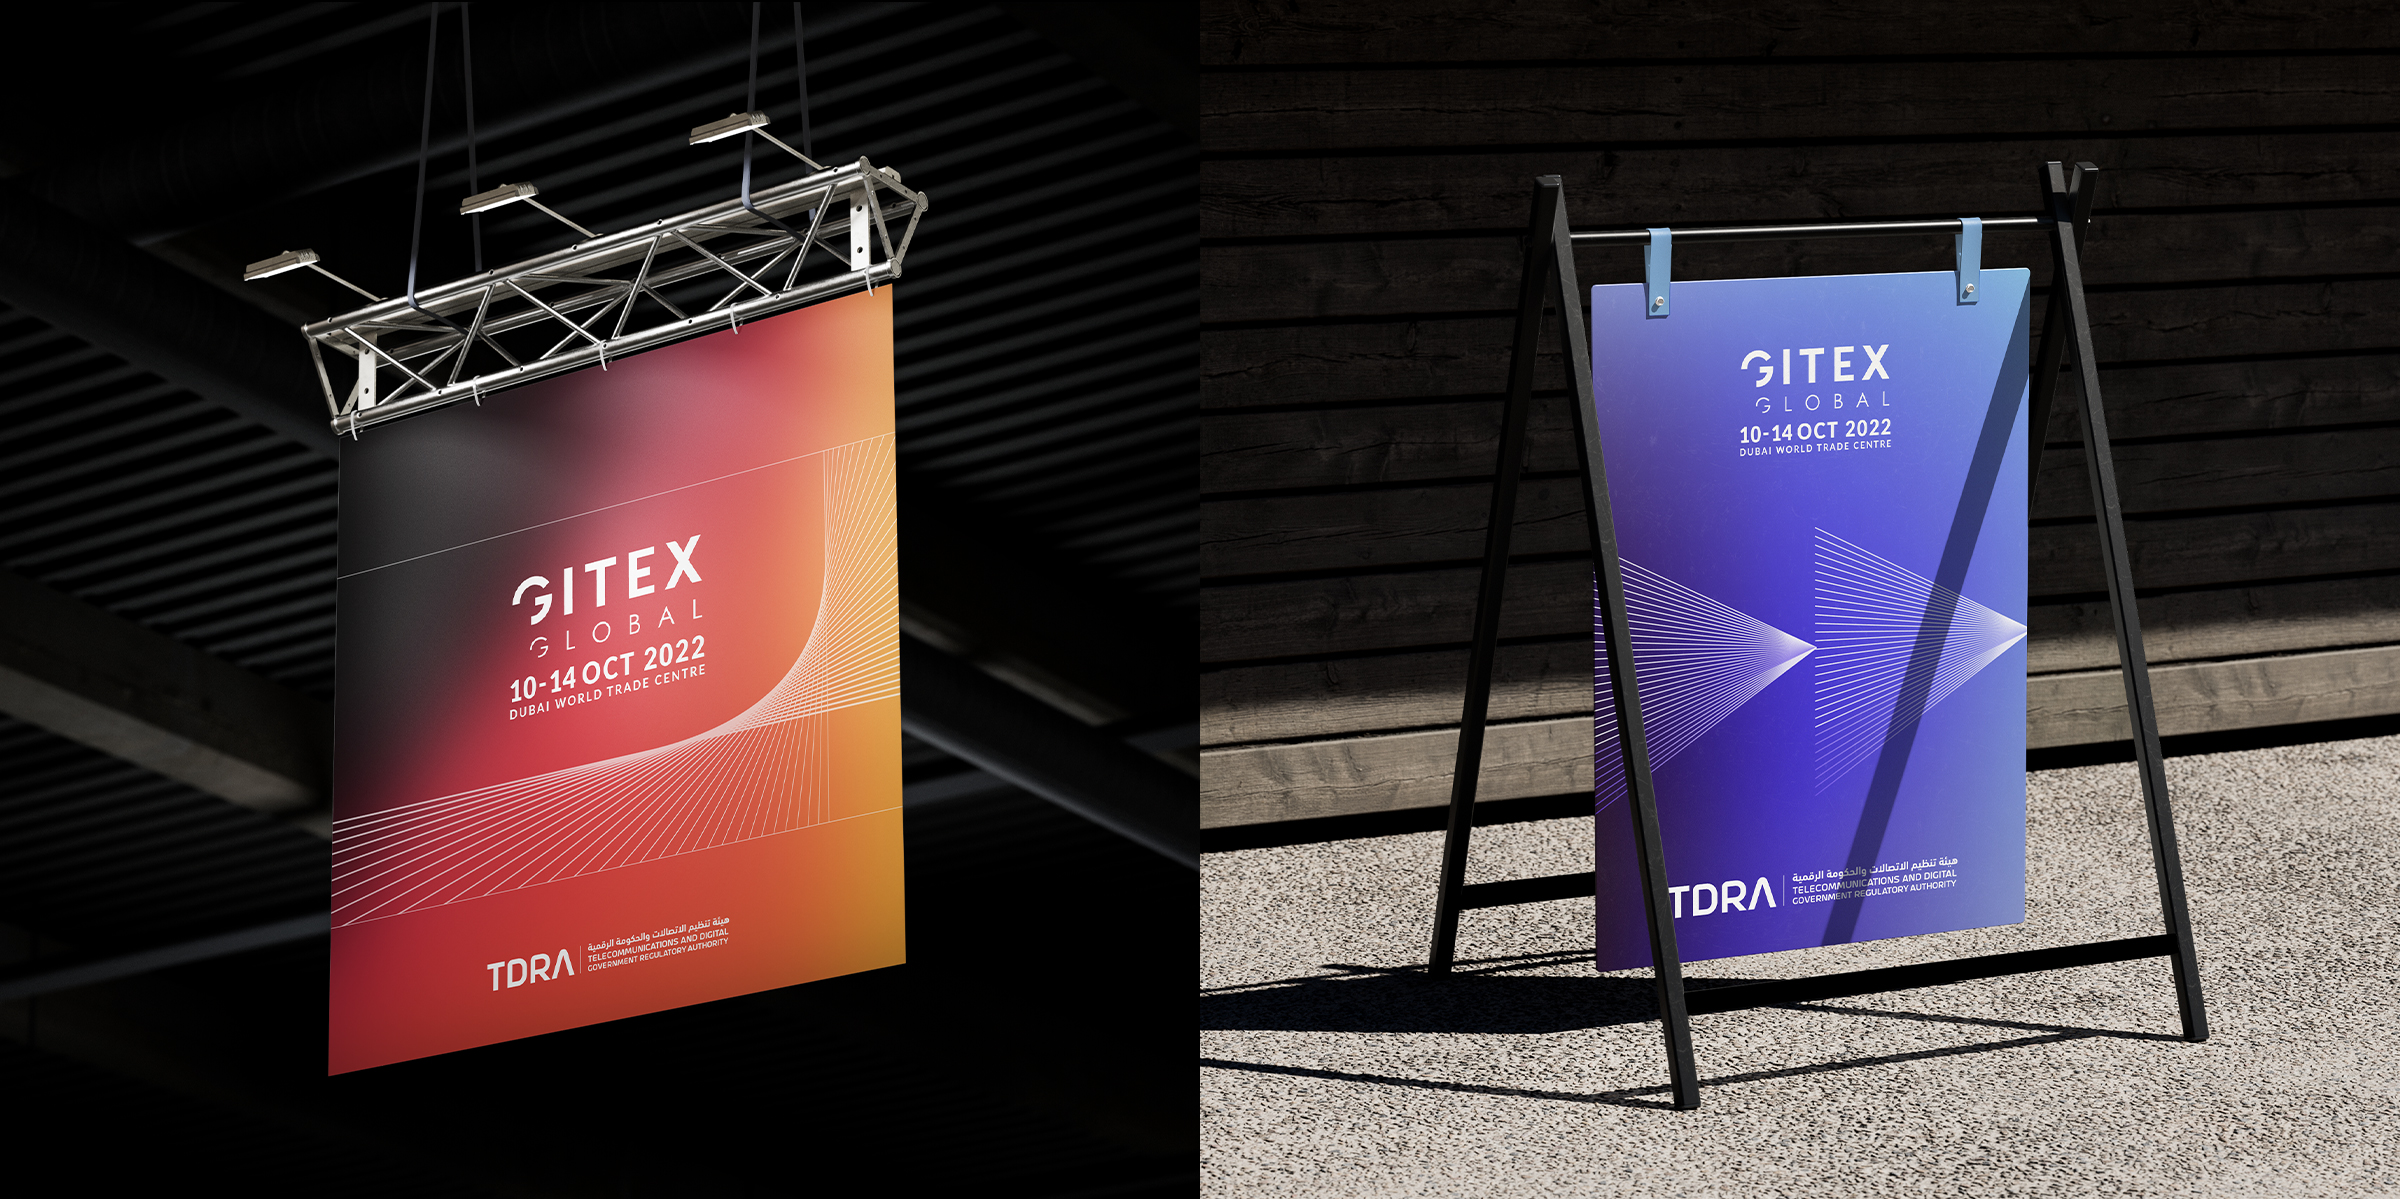 GITEX
GLOBAL
10-14 OCT 2022
DUBAI WORLD TRADE CENTRE
TDRA
هيئة تنظيم الاتصالات والحكومة الرقمية
TELECOMMUNICATIONS AND DIGITAL
GOVERNMENT REGULATORY AUTHORITY
GITEX
GLOBAL
10-14 OCT 2022
DUBAI WORLD TRADE CENTRE
TDRA
هيئة تنظيم الاتصالات والحكومة الرقمية
TELECOMMUNICATIONS AND DIGITAL
GOVERNMENT REGULATORY AUTHORITY